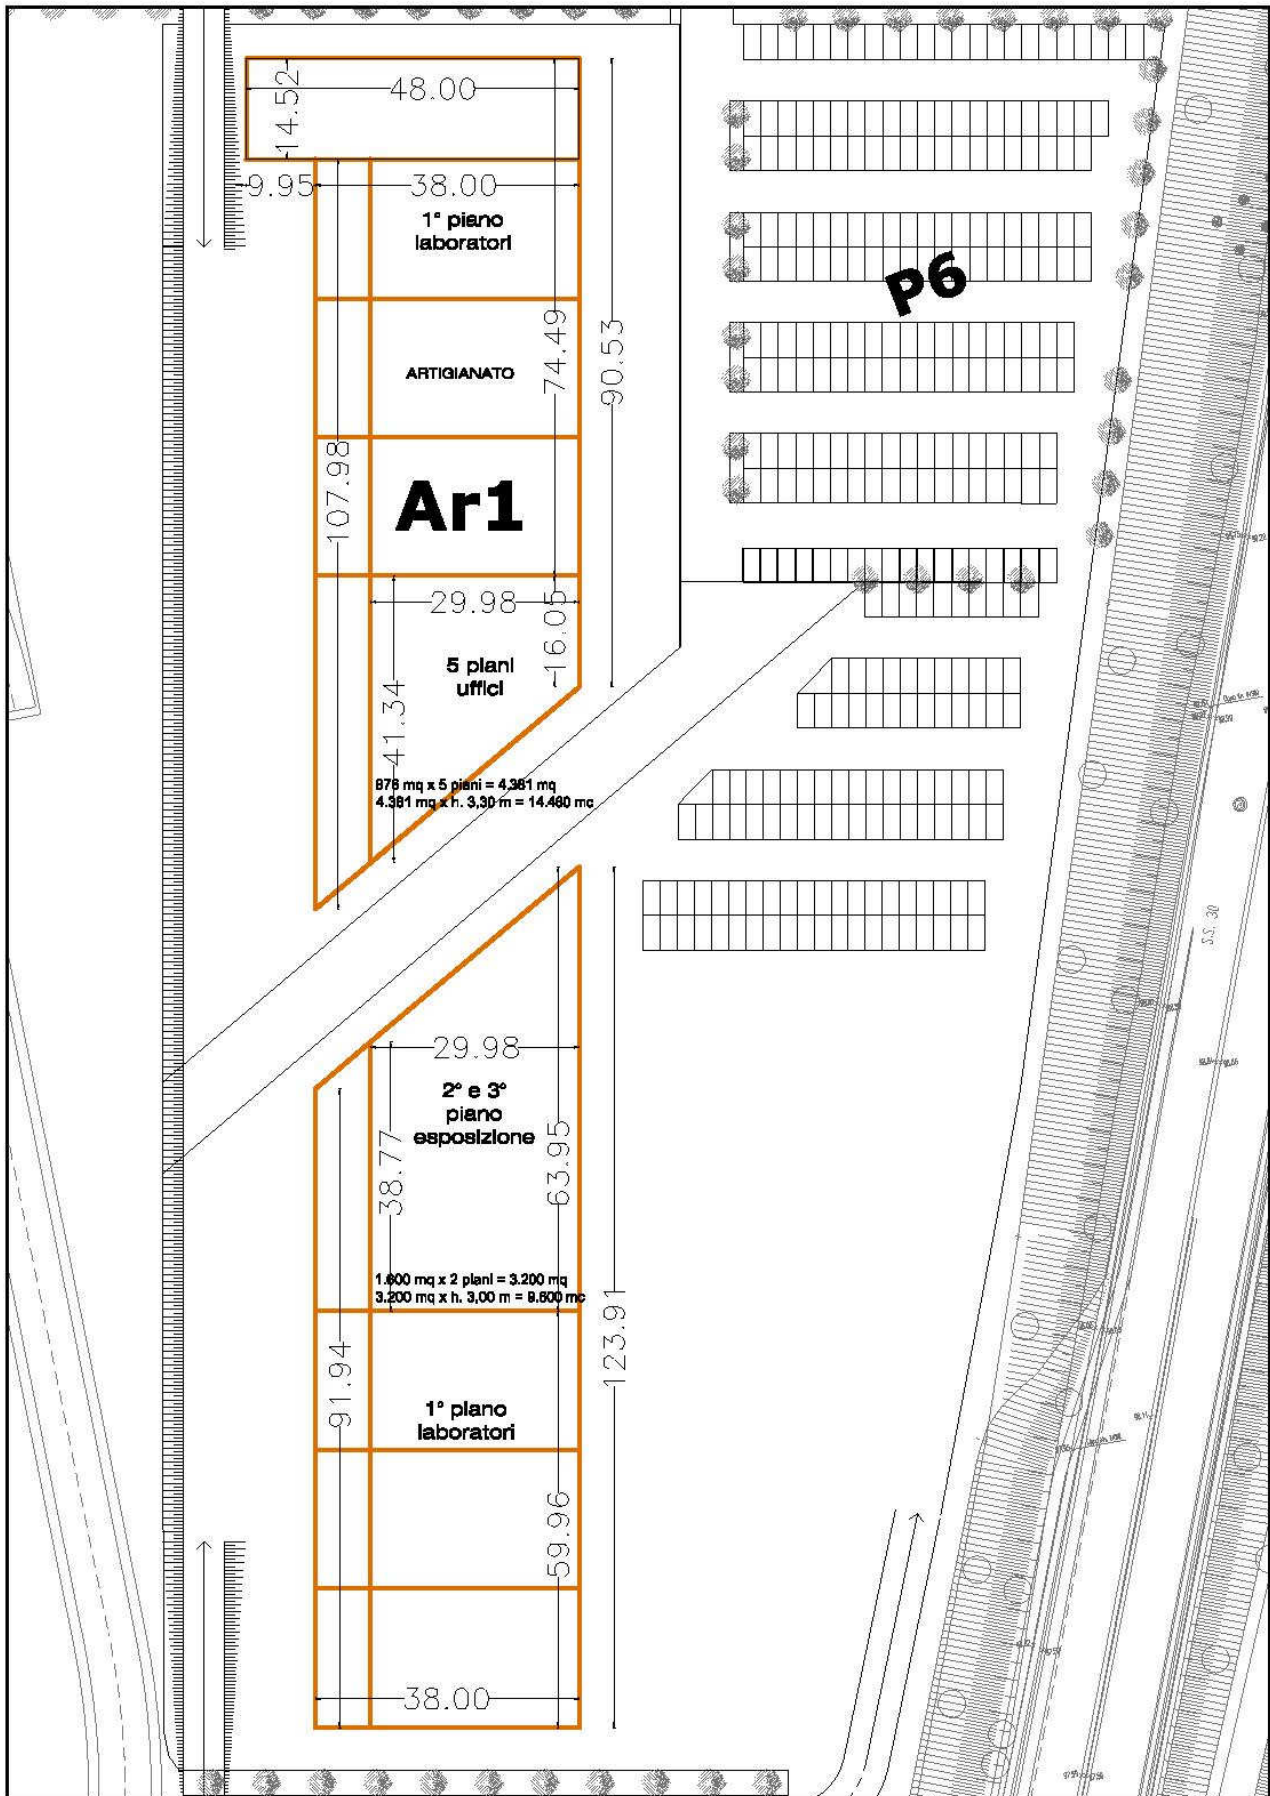 48.00
14.52
9.95
38.00
1° piano
laboratori
P6
74.49
90.53
ARTIGIANATO
107.98
Ar1
29.98
16.05
5 piani
uffici
41.34
876 mq x 5 piani = 4.381 mq
4.381 mq x h. 3,30 m = 14.460 mc
S.S. 30
29.98
2° e 3°
piano
esposizione
38.77
63.95
1.600 mq x 2 piani = 3.200 mq
3.200 mq x h. 3,00 m = 9.600 mc
123.91
91.94
1° piano
laboratori
59.96
38.00